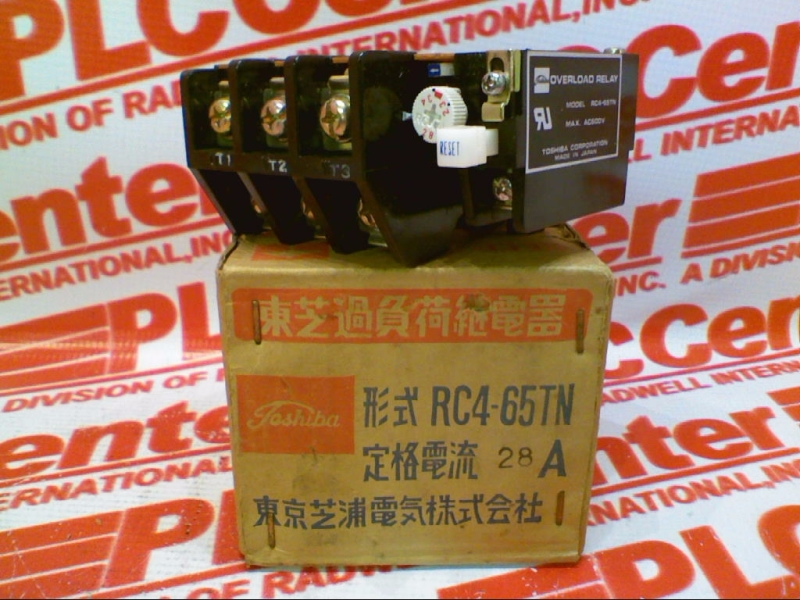 PLCCenter
INTERNATIONAL, INC.
A DIVISION OF RADWELL INTERNATIONAL
OVERLOAD RELAY
MODEL RC4-65TN
MAX. AC600V
TOSHIBA CORPORATION
MADE IN JAPAN
RESET
T1 T2 T3
東芝過負荷継電器
Toshiba
形式 RC4-65TN
定格電流 28 A
東京芝浦電気株式会社